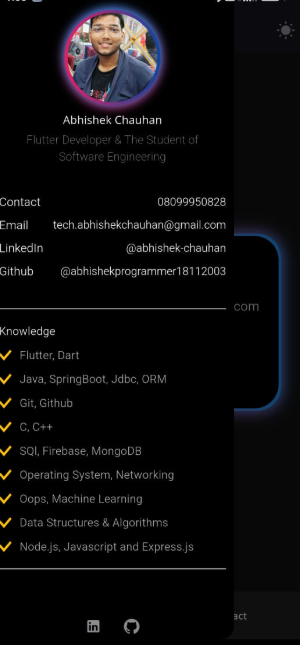 Abhishek Chauhan
Flutter Developer & The Student of
Software Engineering
Contact 08099950828
Email tech.abhishekchauhan@gmail.com
LinkedIn @abhishek-chauhan
Github @abhishekprogrammer18112003
com
Knowledge
Flutter, Dart
Java, SpringBoot, Jdbc, ORM
Git, Github
C, C++
SQl, Firebase, MongoDB
Operating System, Networking
Oops, Machine Learning
Data Structures & Algorithms
Node.js, Javascript and Express.js
act